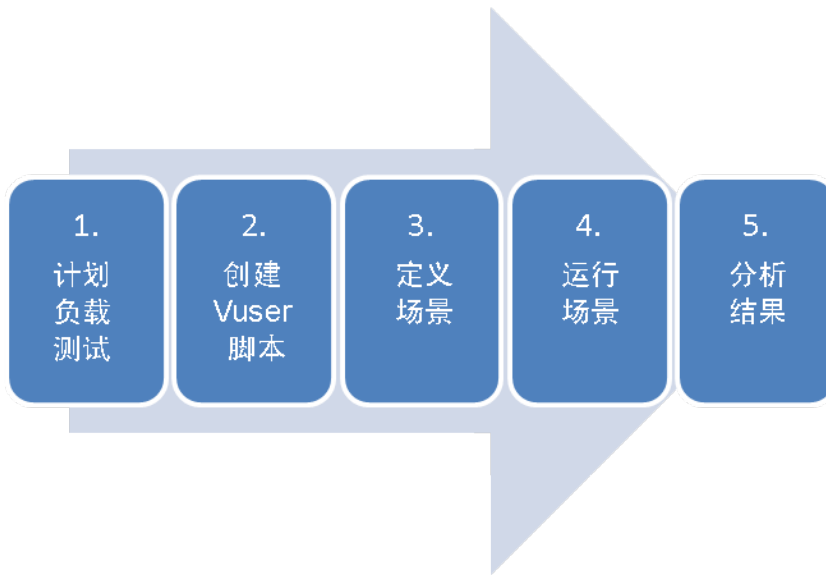 1.
计划
负载
测试
2.
创建
Vuser
脚本
3.
定义
场景
4.
运行
场景
5.
分析
结果